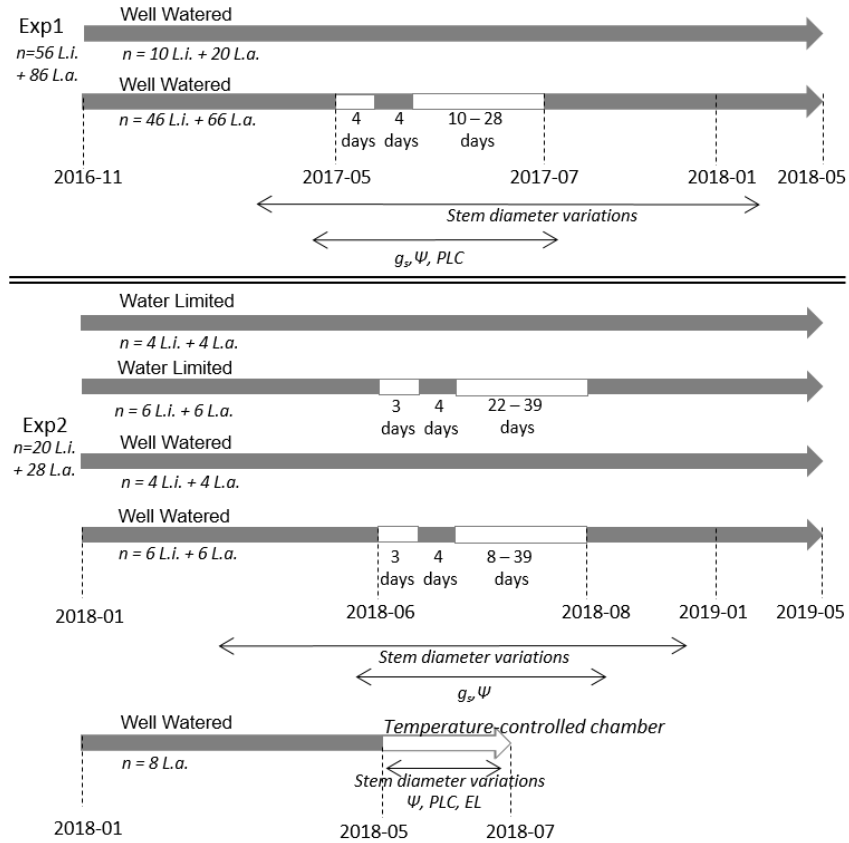 Exp1
n=56 L.i.
+ 86 L.a.
Well Watered
n = 10 L.i. + 20 L.a.
Well Watered
n = 46 L.i. + 66 L.a.
4
days
4
days
10 – 28
days
2016-11
2017-05
2017-07
2018-01
2018-05
Stem diameter variations
gs,Ψ, PLC
Water Limited
n = 4 L.i. + 4 L.a.
Water Limited
n = 6 L.i. + 6 L.a.
3
days
4
days
22 – 39
days
Exp2
n=20 L.i.
+ 28 L.a.
Well Watered
n = 4 L.i. + 4 L.a.
Well Watered
n = 6 L.i. + 6 L.a.
3
days
4
days
8 – 39
days
2018-01
2018-06
2018-08
2019-01
2019-05
Stem diameter variations
gs,Ψ
Well Watered
Temperature-controlled chamber
n = 8 L.a.
Stem diameter variations
Ψ, PLC, EL
2018-01
2018-05
2018-07